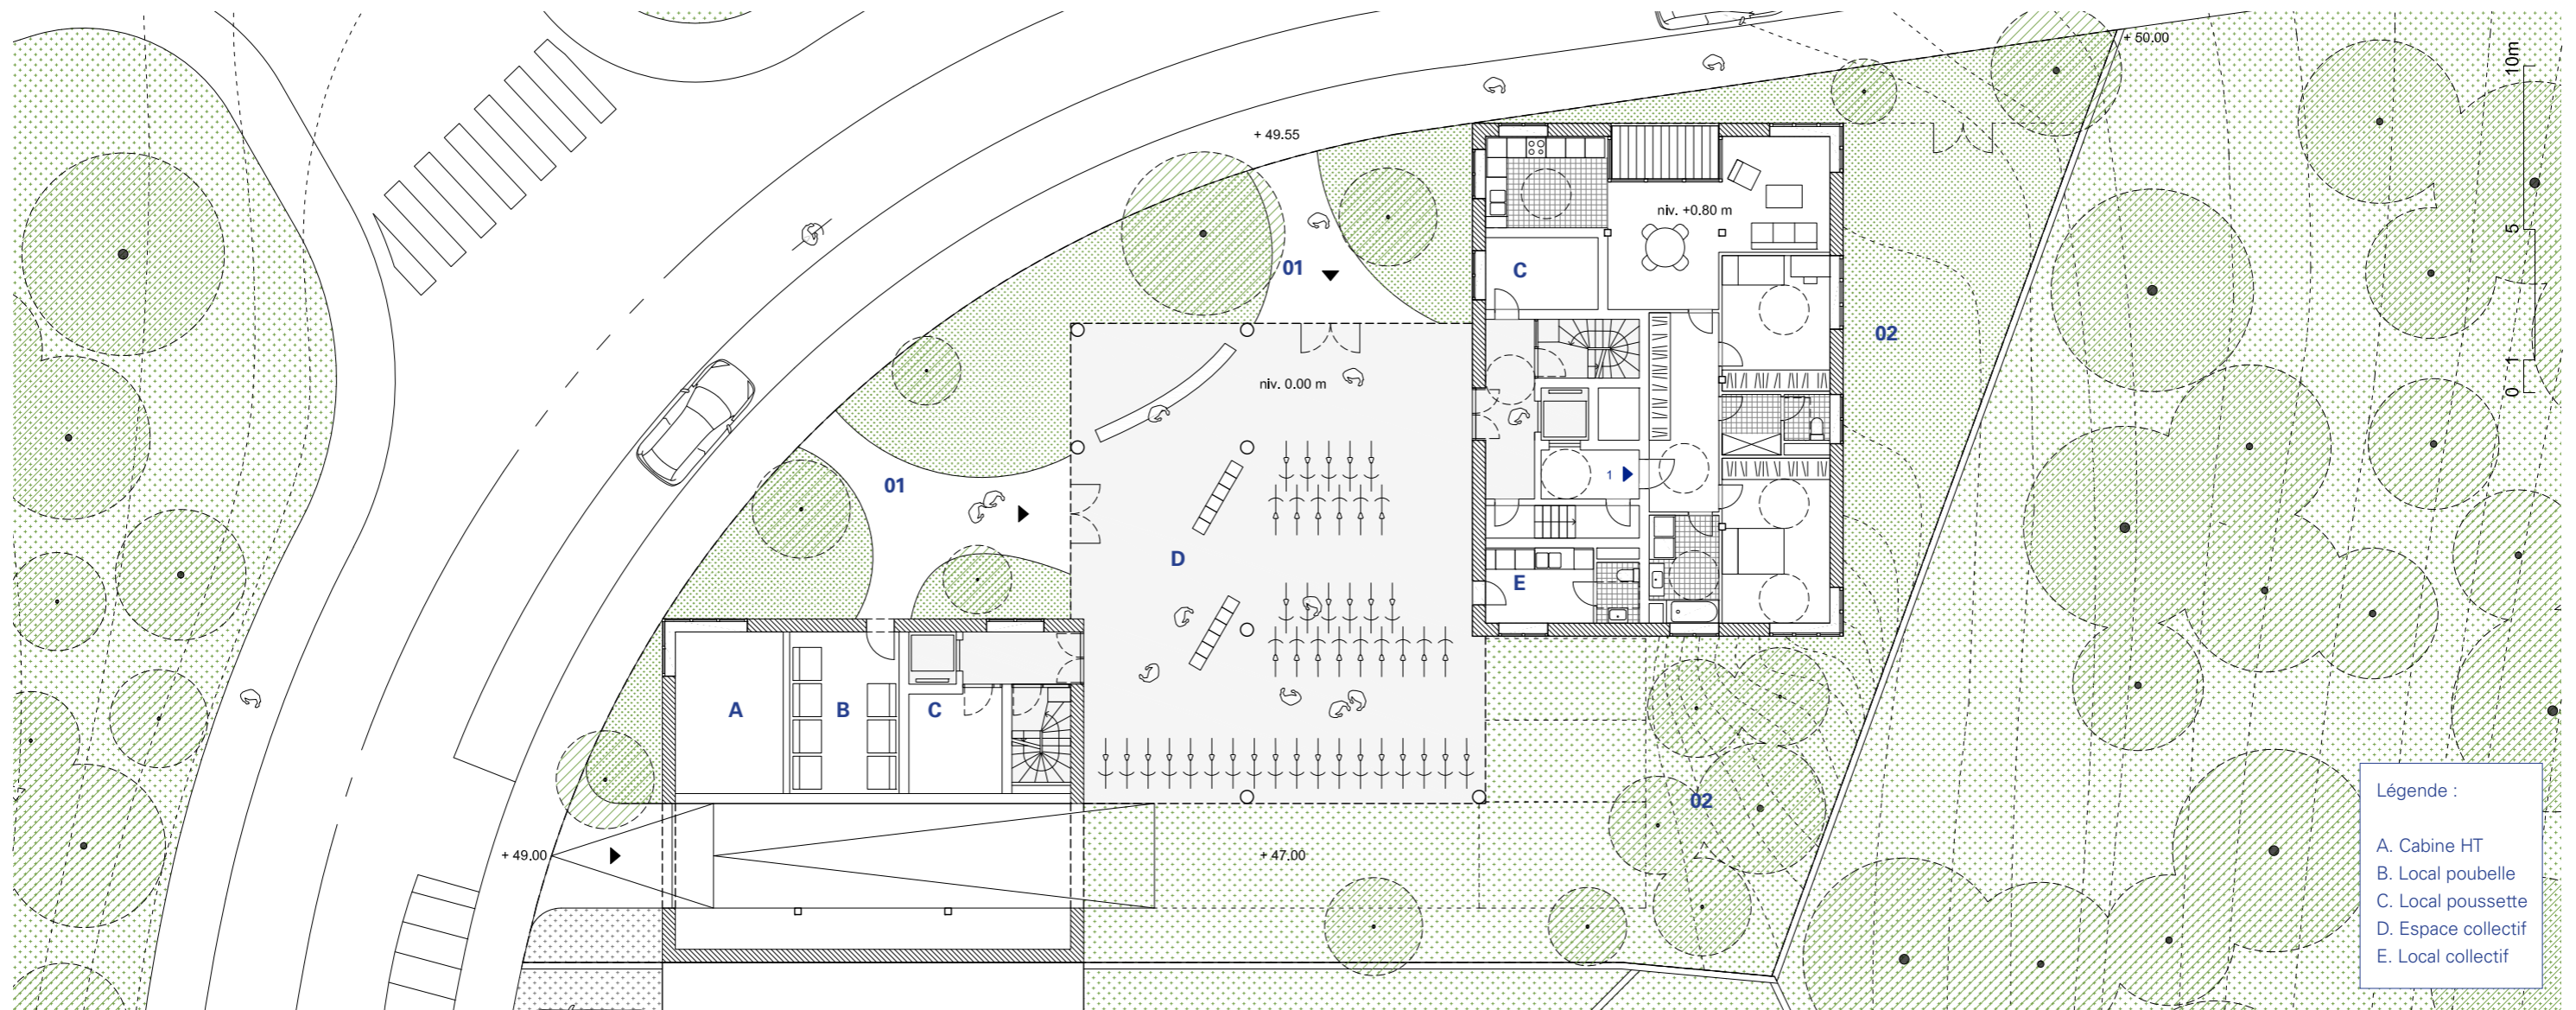 + 50.00
10m
5
1
0
+ 49.55
niv. +0.80 m
01
C
02
niv. 0.00 m
01
1
D
E
A
B
C
02
+ 49.00
+ 47.00
Légende :
A. Cabine HT
B. Local poubelle
C. Local poussette
D. Espace collectif
E. Local collectif